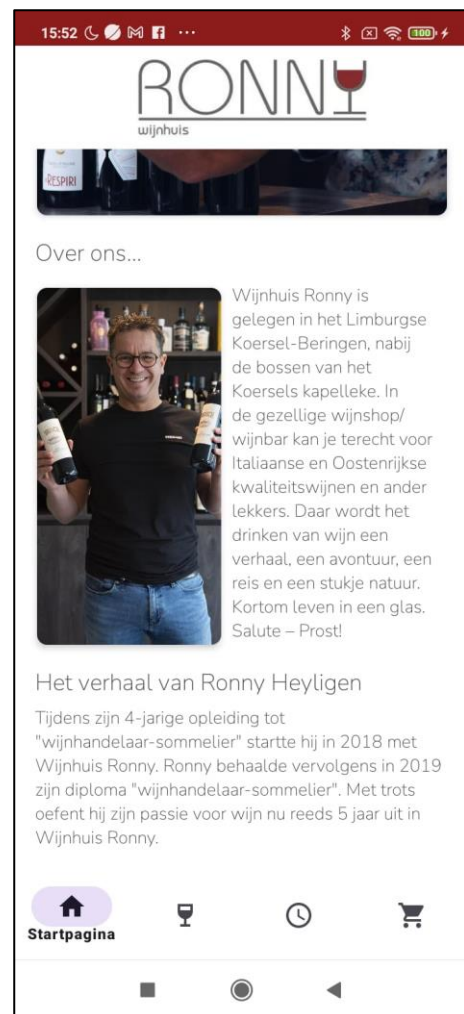 15:52
100
RONNY
wijnhuis
RESPIRI
Over ons...
Wijnhuis Ronny is
gelegen in het Limburgse
Koersel-Beringen, nabij
de bossen van het
Koersels kapelleke. In
de gezellige wijnshop/
wijnbar kan je terecht voor
Italiaanse en Oostenrijkse
kwaliteitswijnen en ander
lekkers. Daar wordt het
drinken van wijn een
verhaal, een avontuur, een
reis en een stukje natuur.
Kortom leven in een glas.
Salute – Prost!
Het verhaal van Ronny Heyligen
Tijdens zijn 4-jarige opleiding tot
"wijnhandelaar-sommelier" startte hij in 2018 met
Wijnhuis Ronny. Ronny behaalde vervolgens in 2019
zijn diploma "wijnhandelaar-sommelier". Met trots
oefent hij zijn passie voor wijn nu reeds 5 jaar uit in
Wijnhuis Ronny.
Startpagina